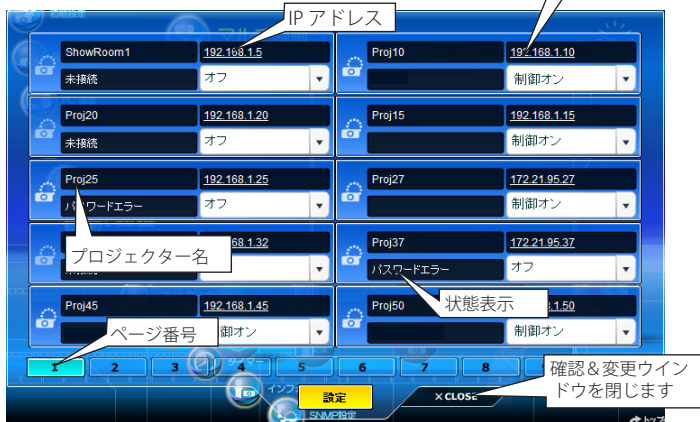 IP アドレス
初期設定
マルチ
ShowRoom1 192.168.1.5
未接続 オフ
Proj10 192.168.1.10
制御オン
Proj20 192.168.1.20
未接続 オフ
Proj15 192.168.1.15
制御オン
Proj25 192.168.1.25
パスワードエラー オフ
Proj27 172.21.95.27
制御オン
プロジェクター名
68.1.32
Proj37 172.21.95.37
パスワードエラー オフ
状態表示
Proj45 192.168.1.45
御オン
Proj50 .1.50
制御オン
ページ番号
1 2 3 4 5 6 7 8
確認&変更ウイン
ドウを閉じます
設定
×CLOSE
インフ
SNMP設定
トップ